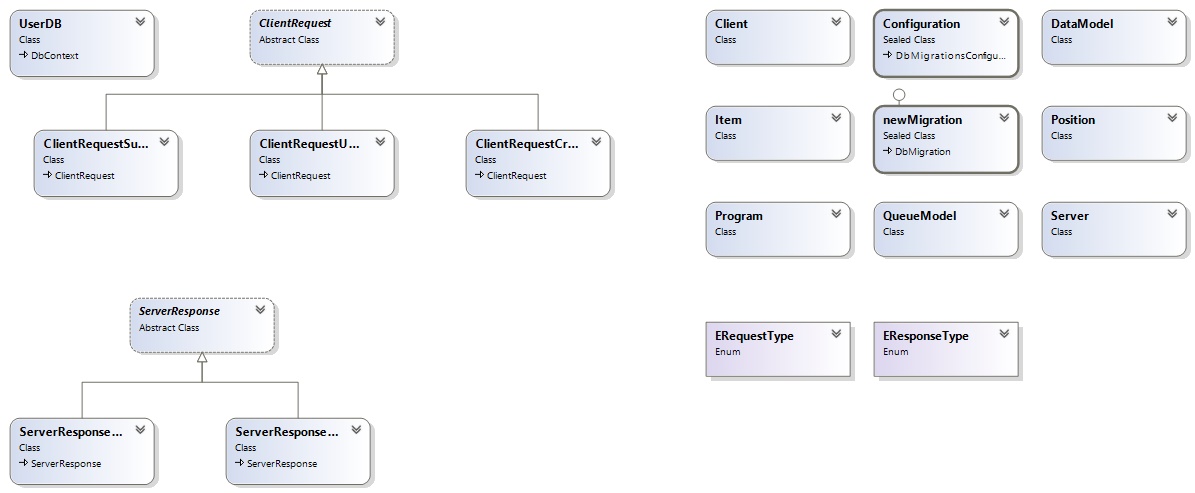 UserDB
Class
DbContext
ClientRequest
Abstract Class
ClientRequestSu...
Class
ClientRequest
ClientRequestU...
Class
ClientRequest
ClientRequestCr...
Class
ClientRequest
ServerResponse
Abstract Class
ServerResponse...
Class
ServerResponse
ServerResponse...
Class
ServerResponse
Client
Class
Configuration
Sealed Class
DbMigrationsConfigu...
DataModel
Class
Item
Class
newMigration
Sealed Class
DbMigration
Position
Class
Program
Class
QueueModel
Class
Server
Class
ERequestType
Enum
EResponseType
Enum